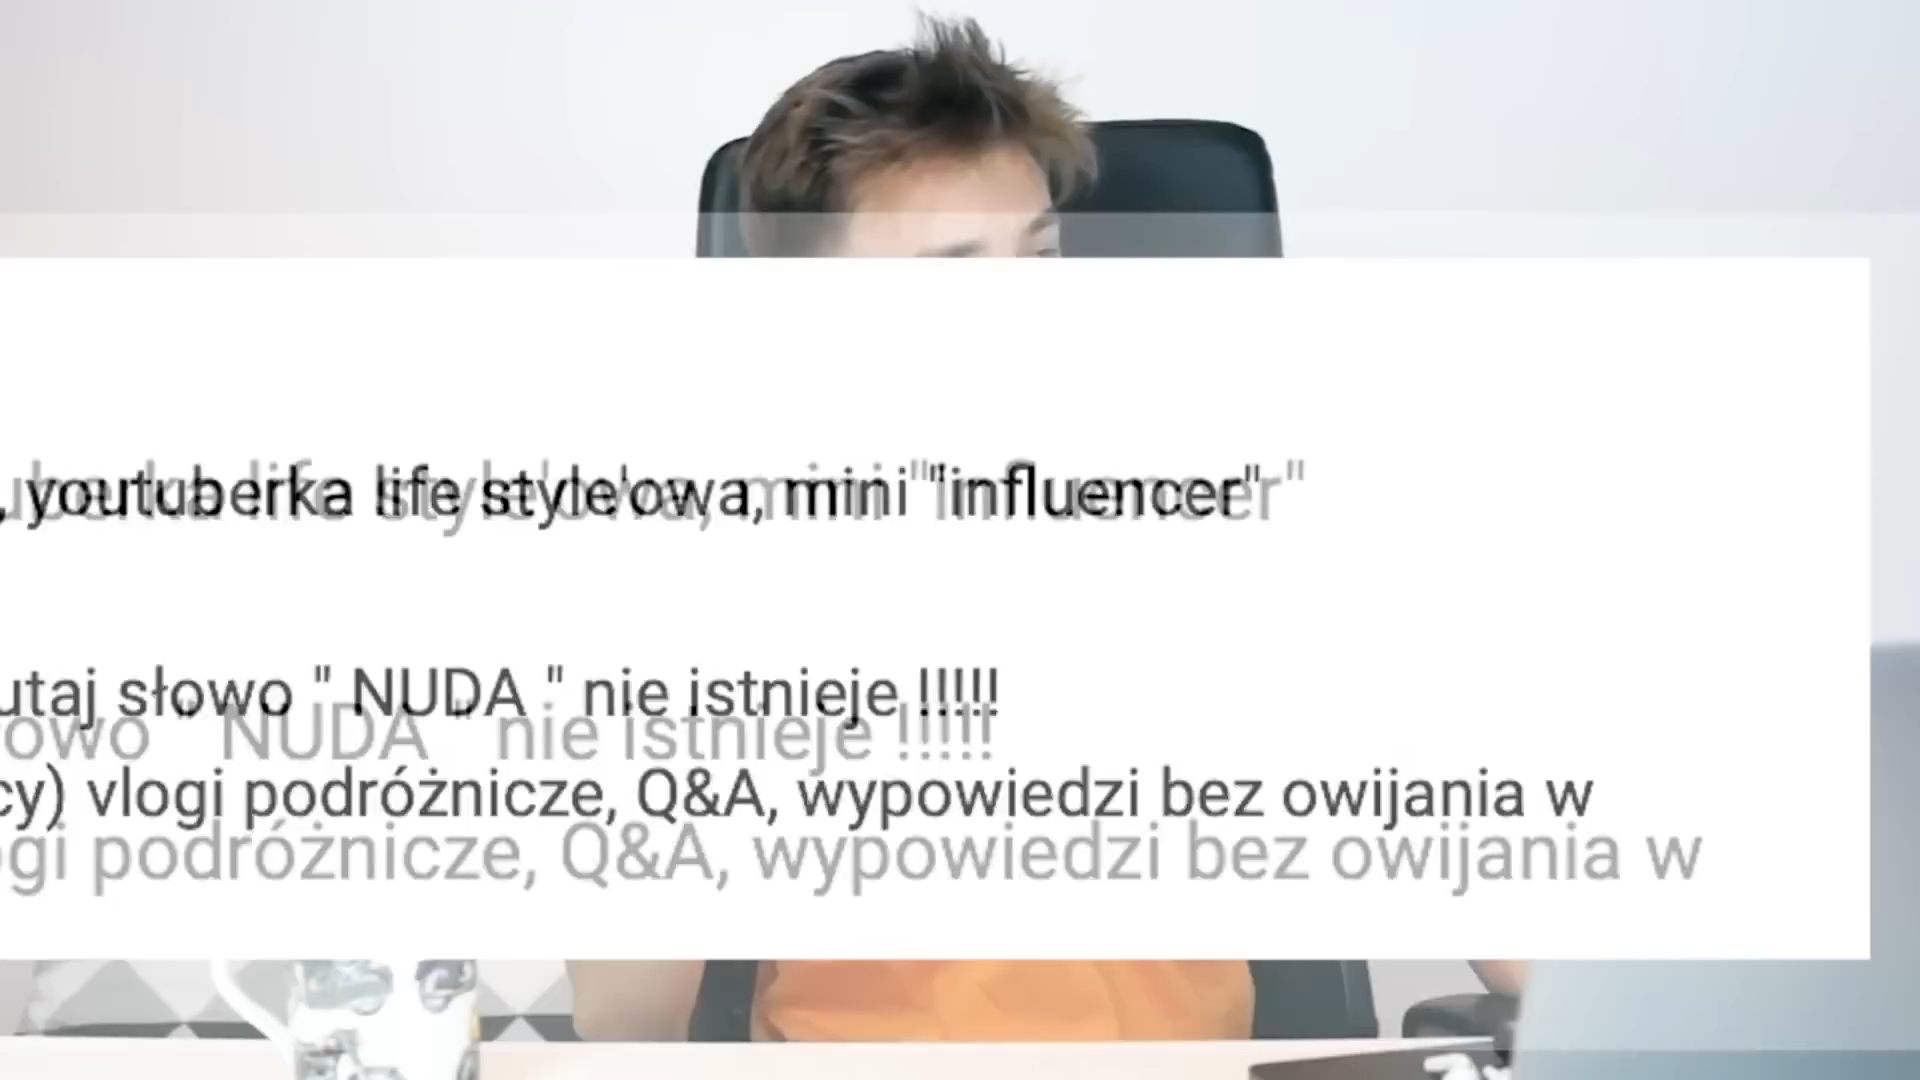 , youtuberka life style'owa, mini "influencer"
utaj słowo " NUDA " nie istnieje !!!!!
owo " NUDA " nie istnieje !!!!!
cy) vlogi podróżnicze, Q&A, wypowiedzi bez owijania w
ogi podróżnicze, Q&A, wypowiedzi bez owijania w